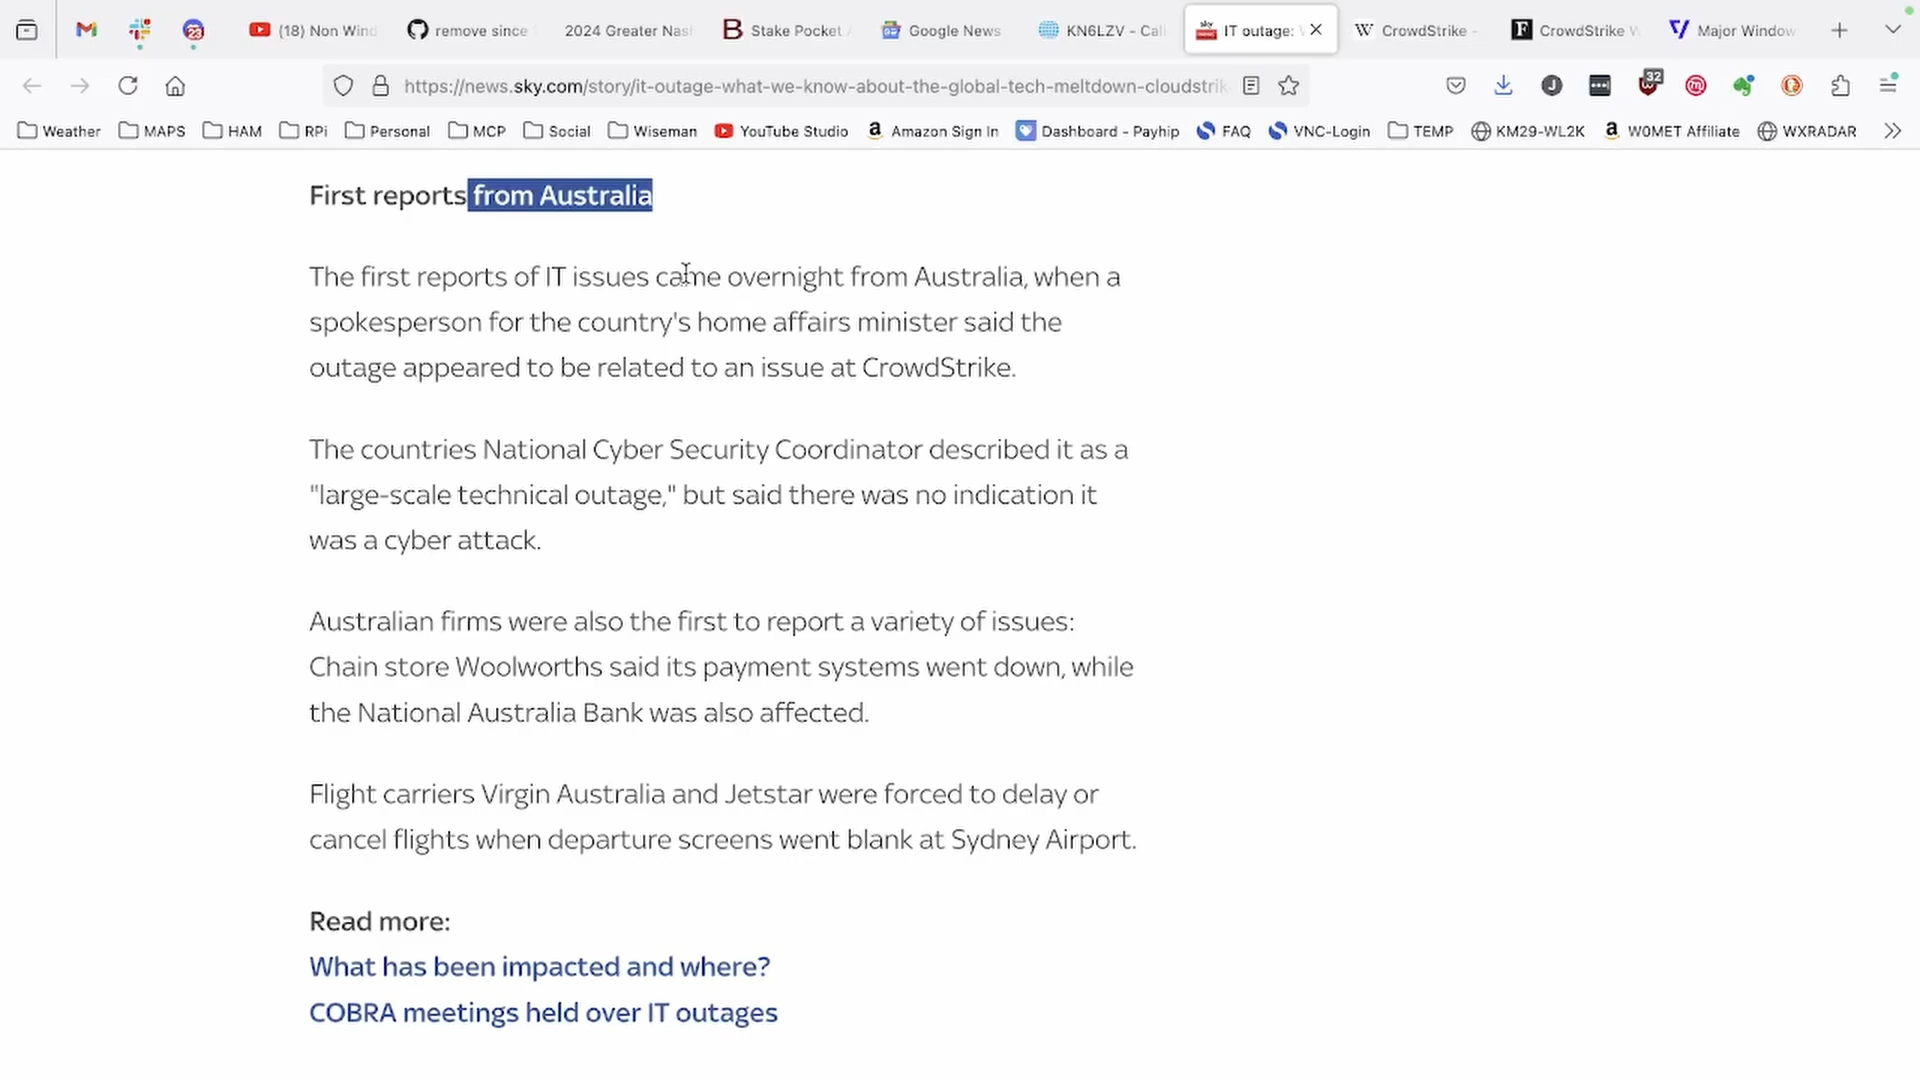 (18) Non Wind
remove since
2024 Greater Nash
Stake Pocket
Google News
KN6LZV - Cal
sky
IT outage:
CrowdStrike -
CrowdStrike W
Major Window
https://news.sky.com/story/it-outage-what-we-know-about-the-global-tech-meltdown-cloudstrik
32
Weather
MAPS
HAM
RPi
Personal
MCP
Social
Wiseman
YouTube Studio
Amazon Sign In
Dashboard - Payhip
FAQ
VNC-Login
TEMP
KM29-WL2K
W0MET Affiliate
WXRADAR
First reports from Australia
The first reports of IT issues came overnight from Australia, when a
spokesperson for the country's home affairs minister said the
outage appeared to be related to an issue at CrowdStrike.
The countries National Cyber Security Coordinator described it as a
"large-scale technical outage," but said there was no indication it
was a cyber attack.
Australian firms were also the first to report a variety of issues:
Chain store Woolworths said its payment systems went down, while
the National Australia Bank was also affected.
Flight carriers Virgin Australia and Jetstar were forced to delay or
cancel flights when departure screens went blank at Sydney Airport.
Read more:
What has been impacted and where?
COBRA meetings held over IT outages